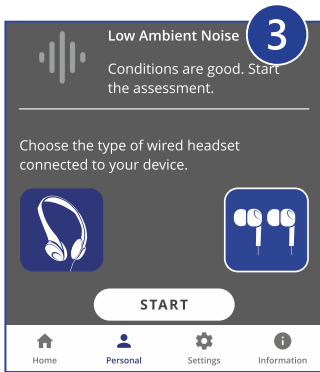 3
Low Ambient Noise
Conditions are good. Start
the assessment.
Choose the type of wired headset
connected to your device.
START
Home Personal Settings Information